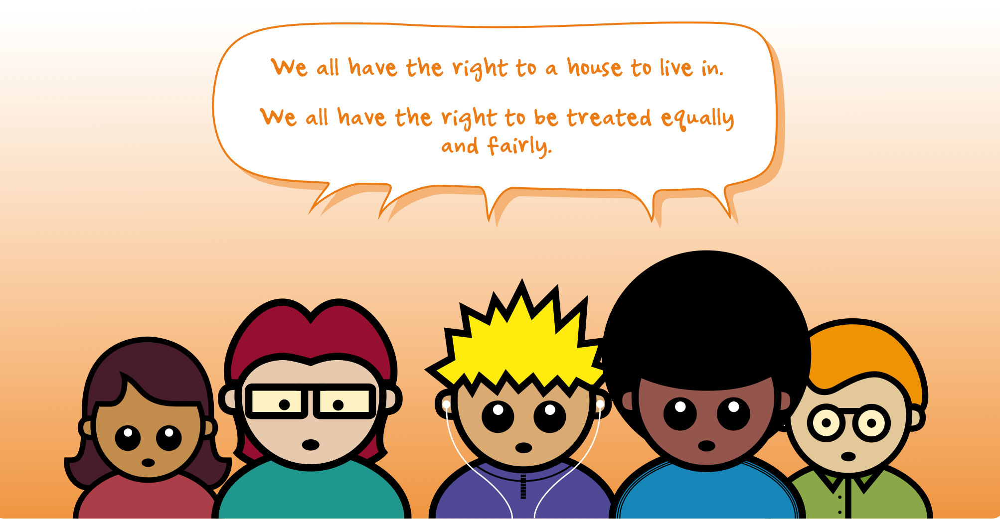 We all have the right to a house to live in.
We all have the right to be treated equally
and fairly.